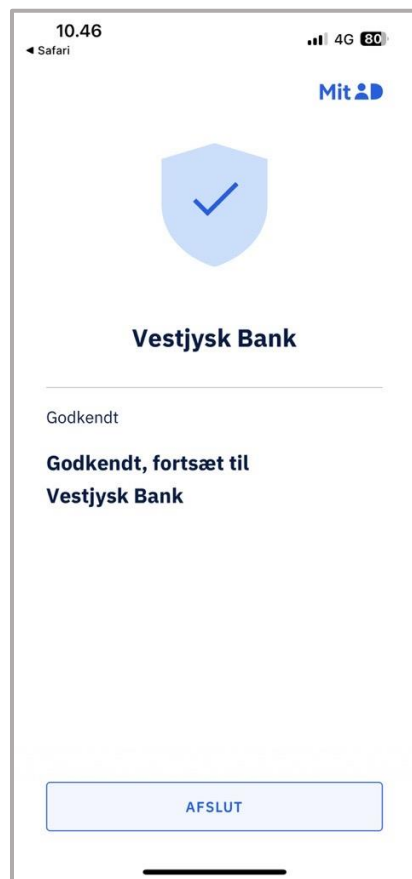 10.46
4G 80
◀ Safari
Mit ID
Vestjysk Bank
Godkendt
Godkendt, fortsæt til
Vestjysk Bank
AFSLUT